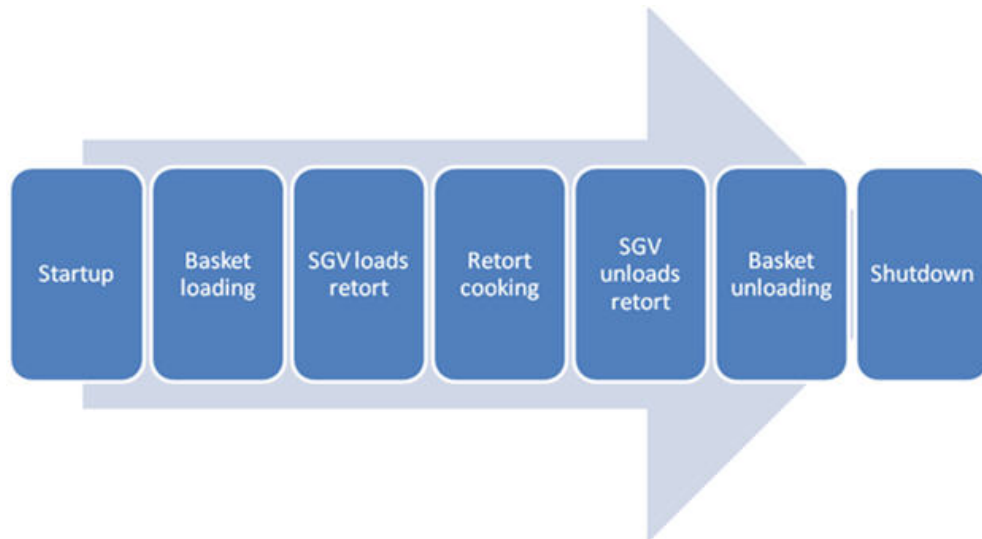 Startup
Basket
loading
SGV loads
retort
Retort
cooking
SGV
unloads
retort
Basket
unloading
Shutdown